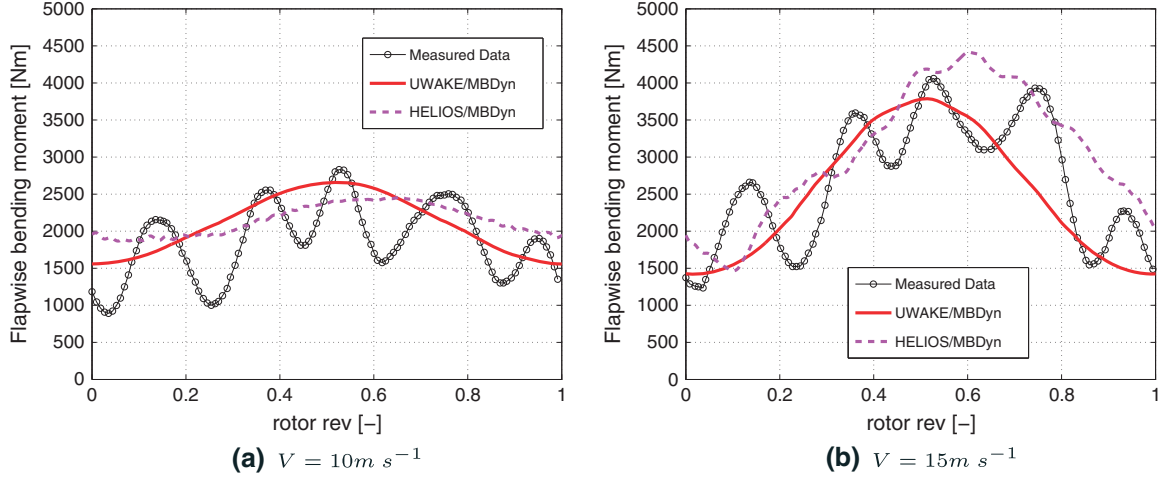 5000
4500
4000
3500
3000
2500
2000
1500
1000
500
0
Flapwise bending moment [Nm]
Measured Data
UWAKE/MBDyn
HELIOS/MBDyn
0 0.2 0.4 0.6 0.8 1
rotor rev [−]
(a) V = 10m s⁻¹
5000
4500
4000
3500
3000
2500
2000
1500
1000
500
0
Flapwise bending moment [Nm]
Measured Data
UWAKE/MBDyn
HELIOS/MBDyn
0 0.2 0.4 0.6 0.8 1
rotor rev [−]
(b) V = 15m s⁻¹